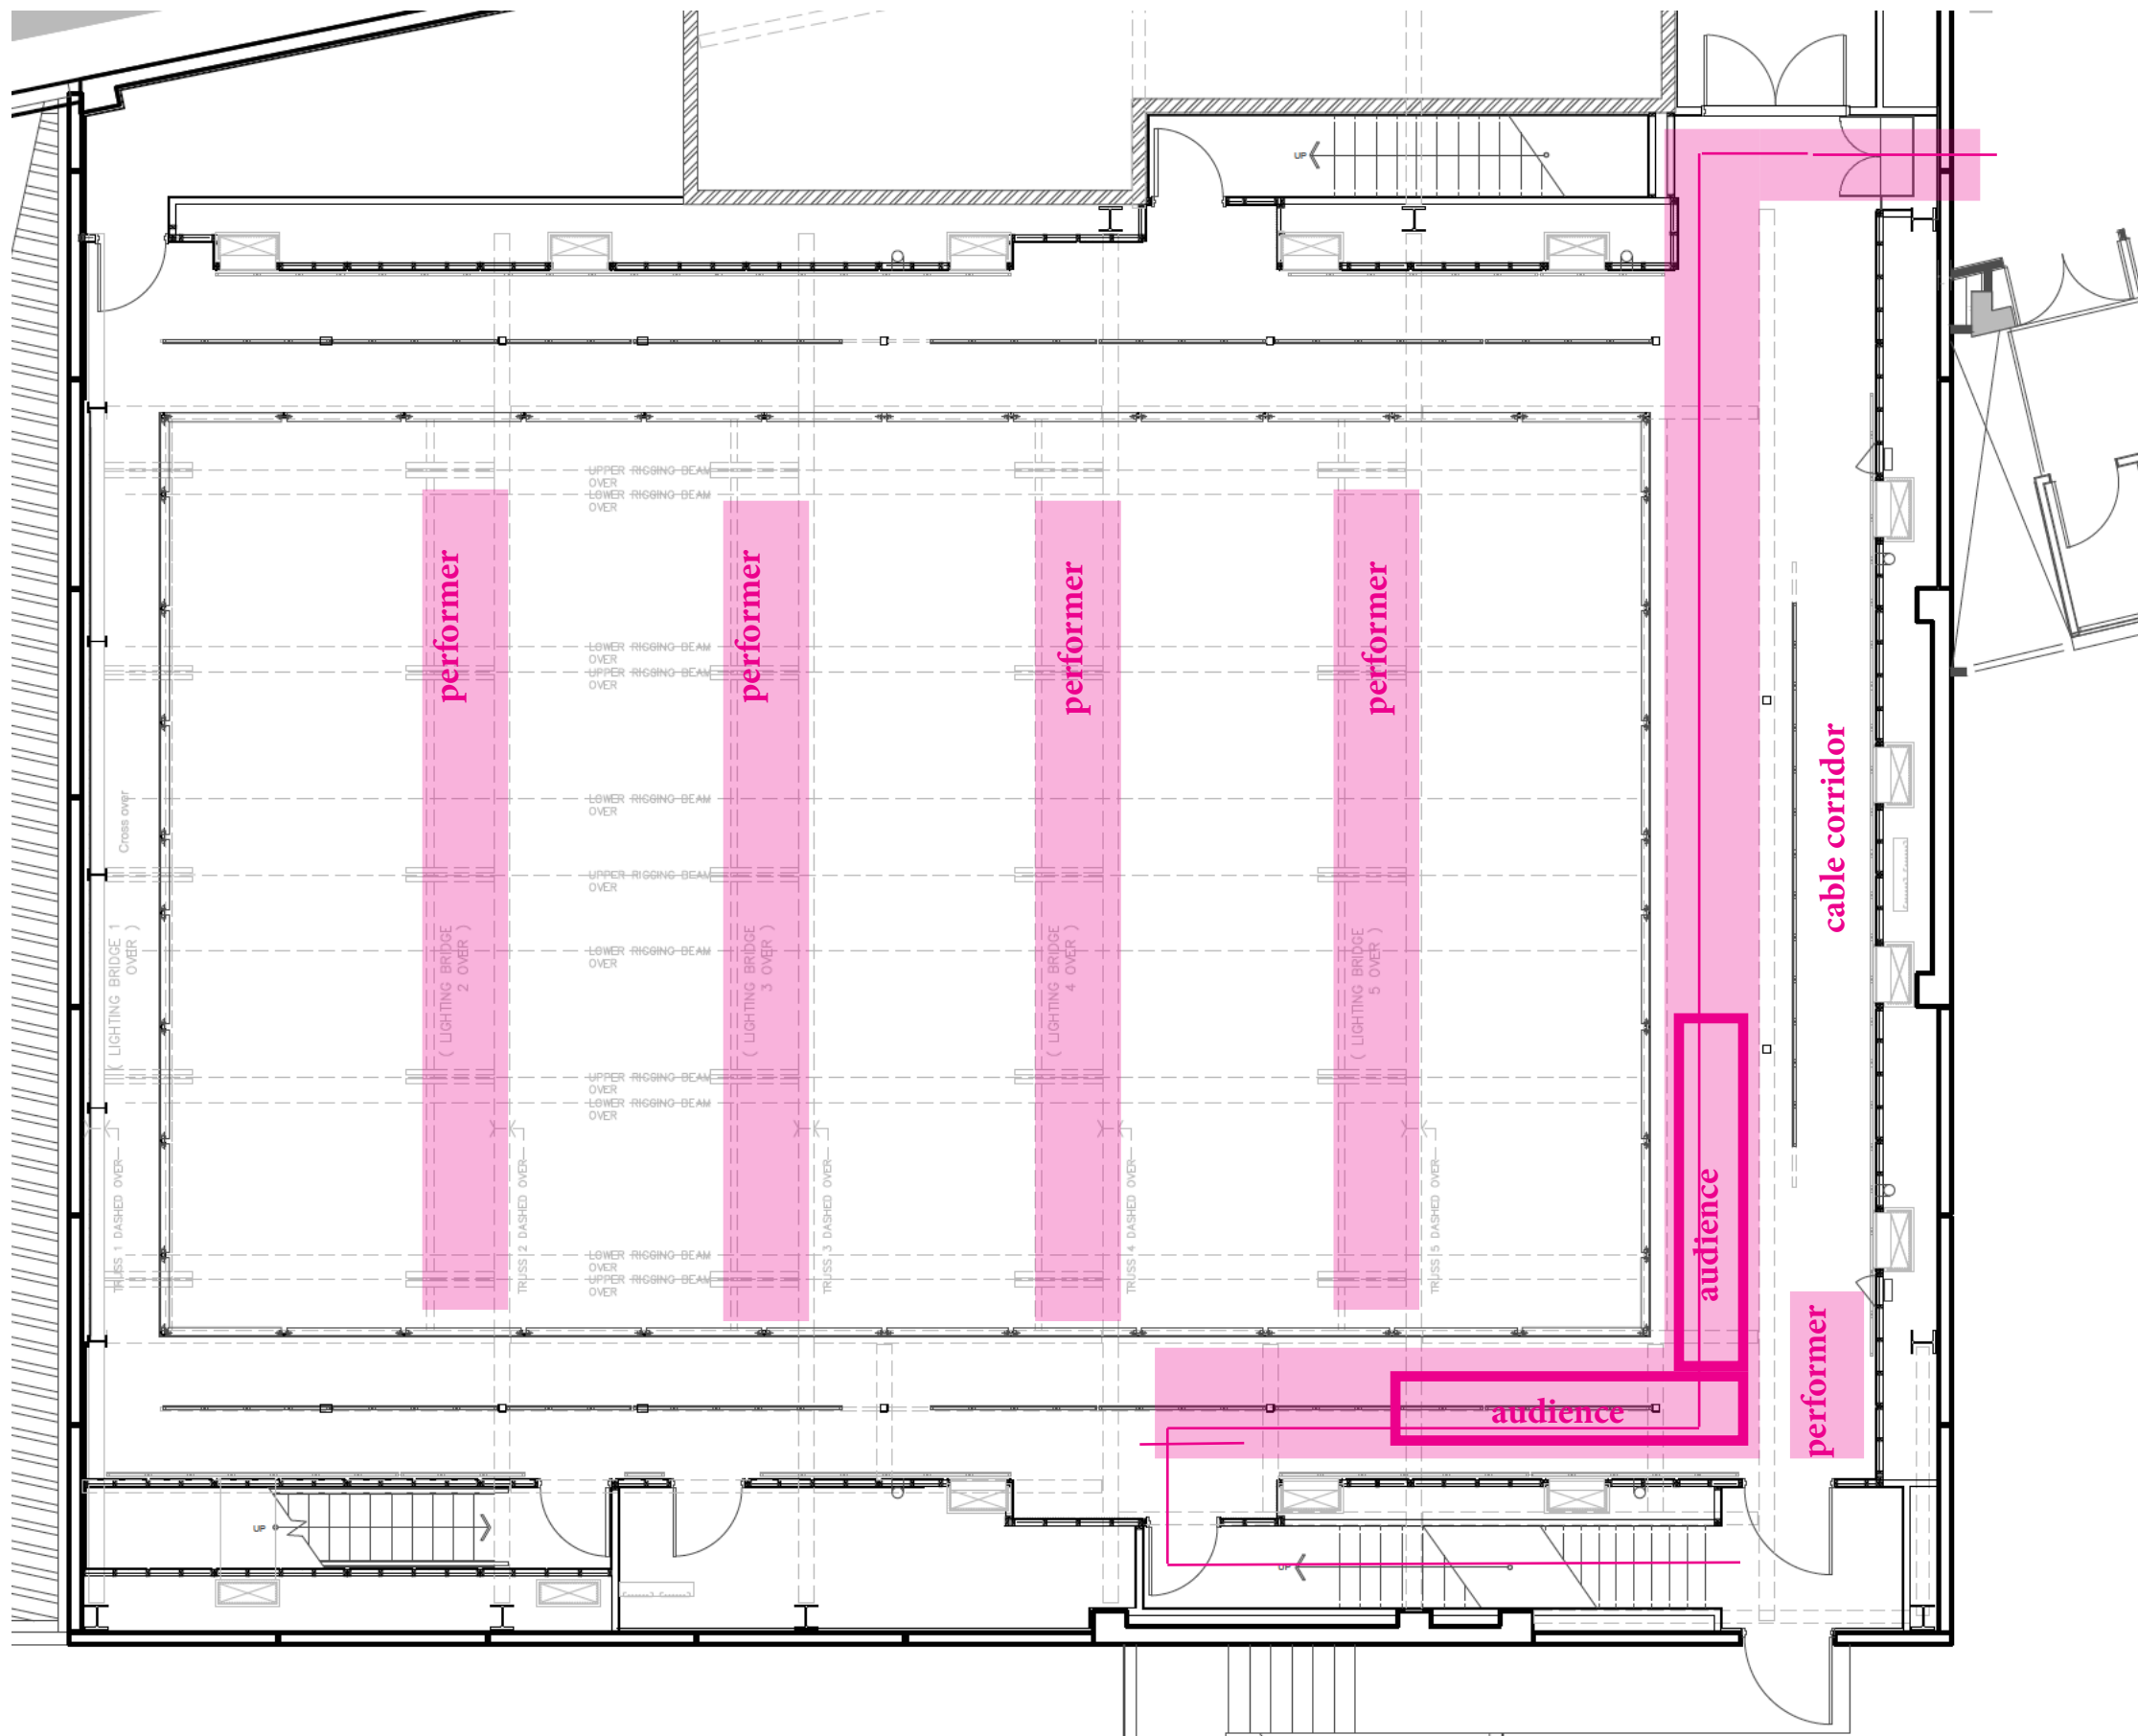 UP
UPPER RIGGING BEAM
OVER
LOWER RIGGING BEAM
OVER
performer
performer
performer
performer
LOWER RIGGING BEAM
OVER
UPPER RIGGING BEAM
OVER
cable corridor
Cross over
LOWER RIGGING BEAM
OVER
UPPER RIGGING BEAM
OVER
( LIGHTING BRIDGE 1
OVER )
( LIGHTING BRIDGE
2 OVER )
( LIGHTING BRIDGE
3 OVER )
( LIGHTING BRIDGE
4 OVER )
( LIGHTING BRIDGE
5 OVER )
LOWER RIGGING BEAM
OVER
UPPER RIGGING BEAM
OVER
LOWER RIGGING BEAM
OVER
TRUSS 1 DASHED OVER
TRUSS 2 DASHED OVER
TRUSS 3 DASHED OVER
TRUSS 4 DASHED OVER
TRUSS 5 DASHED OVER
audience
LOWER RIGGING BEAM
OVER
UPPER RIGGING BEAM
OVER
performer
audience
UP
UP